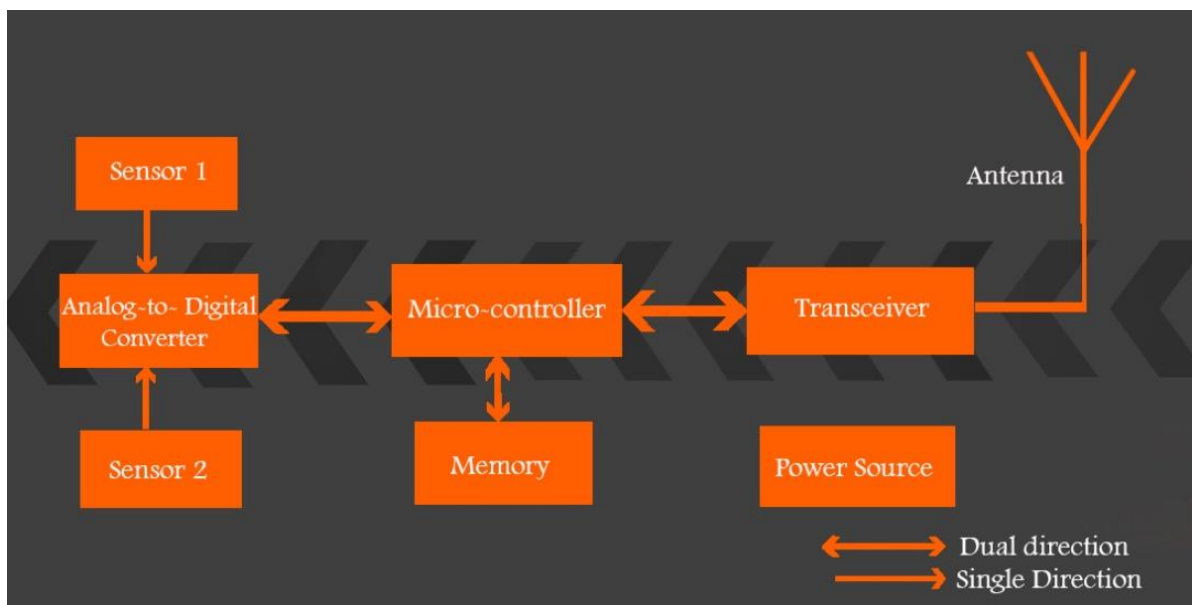 Sensor 1
Antenna
Analog-to- Digital
Converter
Micro-controller
Transceiver
Sensor 2
Memory
Power Source
Dual direction
Single Direction